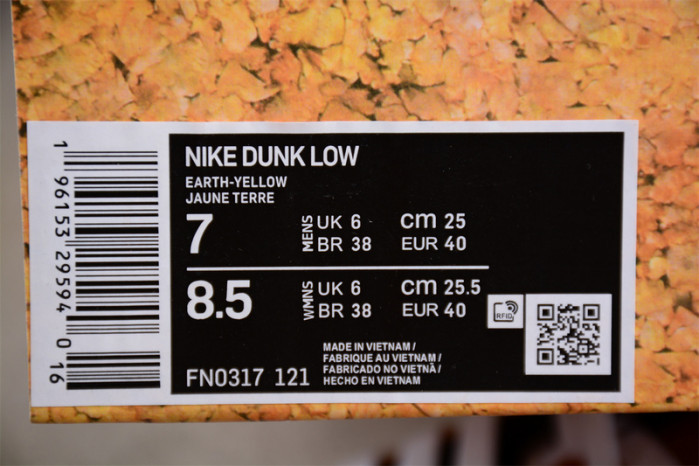 NIKE DUNK LOW
EARTH-YELLOW
JAUNE TERRE
7 MENS UK 6 cm 25
BR 38 EUR 40
8.5 WMNS UK 6 cm 25.5
BR 38 EUR 40
RFID
MADE IN VIETNAM /
FABRIQUE AU VIETNAM /
FABRICADO NO VIETNÃ /
HECHO EN VIETNAM
FN0317 121
1 96153 29594 0 16